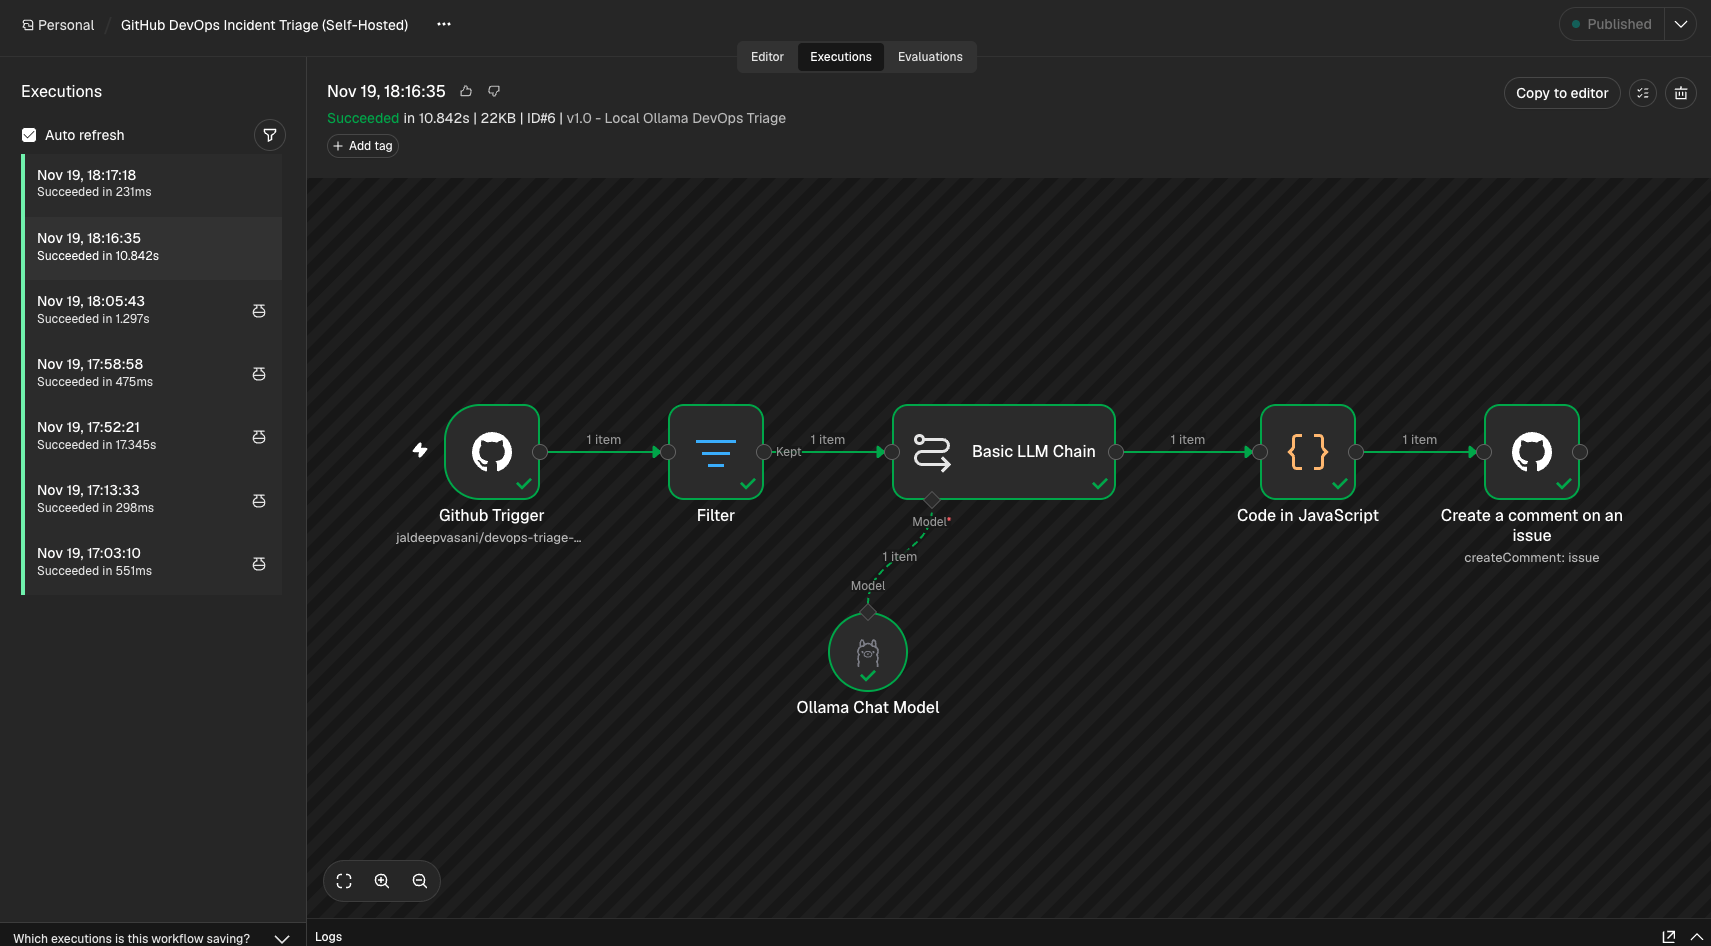 Personal / GitHub DevOps Incident Triage (Self-Hosted) ...
Published
Editor Executions Evaluations
Executions
Auto refresh
Nov 19, 18:17:18
Succeeded in 231ms
Nov 19, 18:16:35
Succeeded in 10.842s
Nov 19, 18:05:43
Succeeded in 1.297s
Nov 19, 17:58:58
Succeeded in 475ms
Nov 19, 17:52:21
Succeeded in 17.345s
Nov 19, 17:13:33
Succeeded in 298ms
Nov 19, 17:03:10
Succeeded in 551ms
Which executions is this workflow saving?
Nov 19, 18:16:35
Succeeded in 10.842s | 22KB | ID#6 | v1.0 - Local Ollama DevOps Triage
+ Add tag
Copy to editor
1 item
Kept
1 item
Basic LLM Chain
1 item
{ }
1 item
Github Trigger
jaldeepvasani/devops-triage-...
Filter
Model*
1 item
Model
Ollama Chat Model
Code in JavaScript
Create a comment on an
issue
createComment: issue
Logs